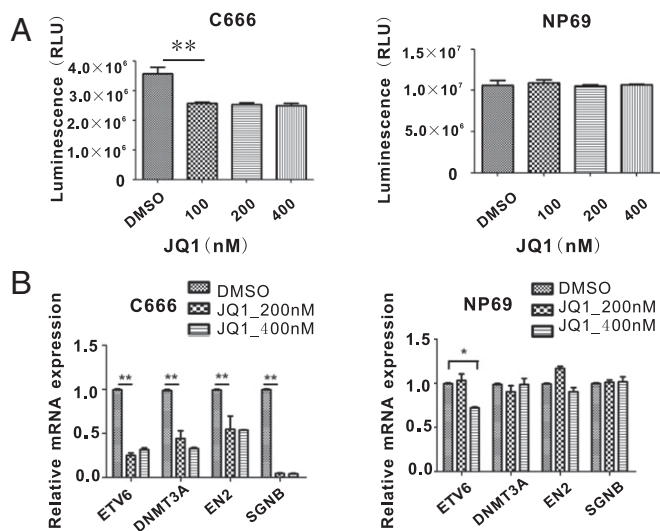 A
C666
Luminescence (RLU)
4.0×10⁶
3.0×10⁶
2.0×10⁶
1.0×10⁶
0
**
DMSO
100
200
400
JQ1(nM)
NP69
Luminescence (RLU)
1.5×10⁷
1.0×10⁷
5.0×10⁶
0
DMSO
100
200
400
JQ1(nM)
B
C666
DMSO
JQ1_200nM
JQ1_400nM
Relative mRNA expression
1.5
1.0
0.5
0
**
**
**
**
ETV6
DNMT3A
EN2
SGNB
NP69
DMSO
JQ1_200nM
JQ1_400nM
Relative mRNA expression
1.5
1.0
0.5
0.0
*
ETV6
DNMT3A
EN2
SGNB